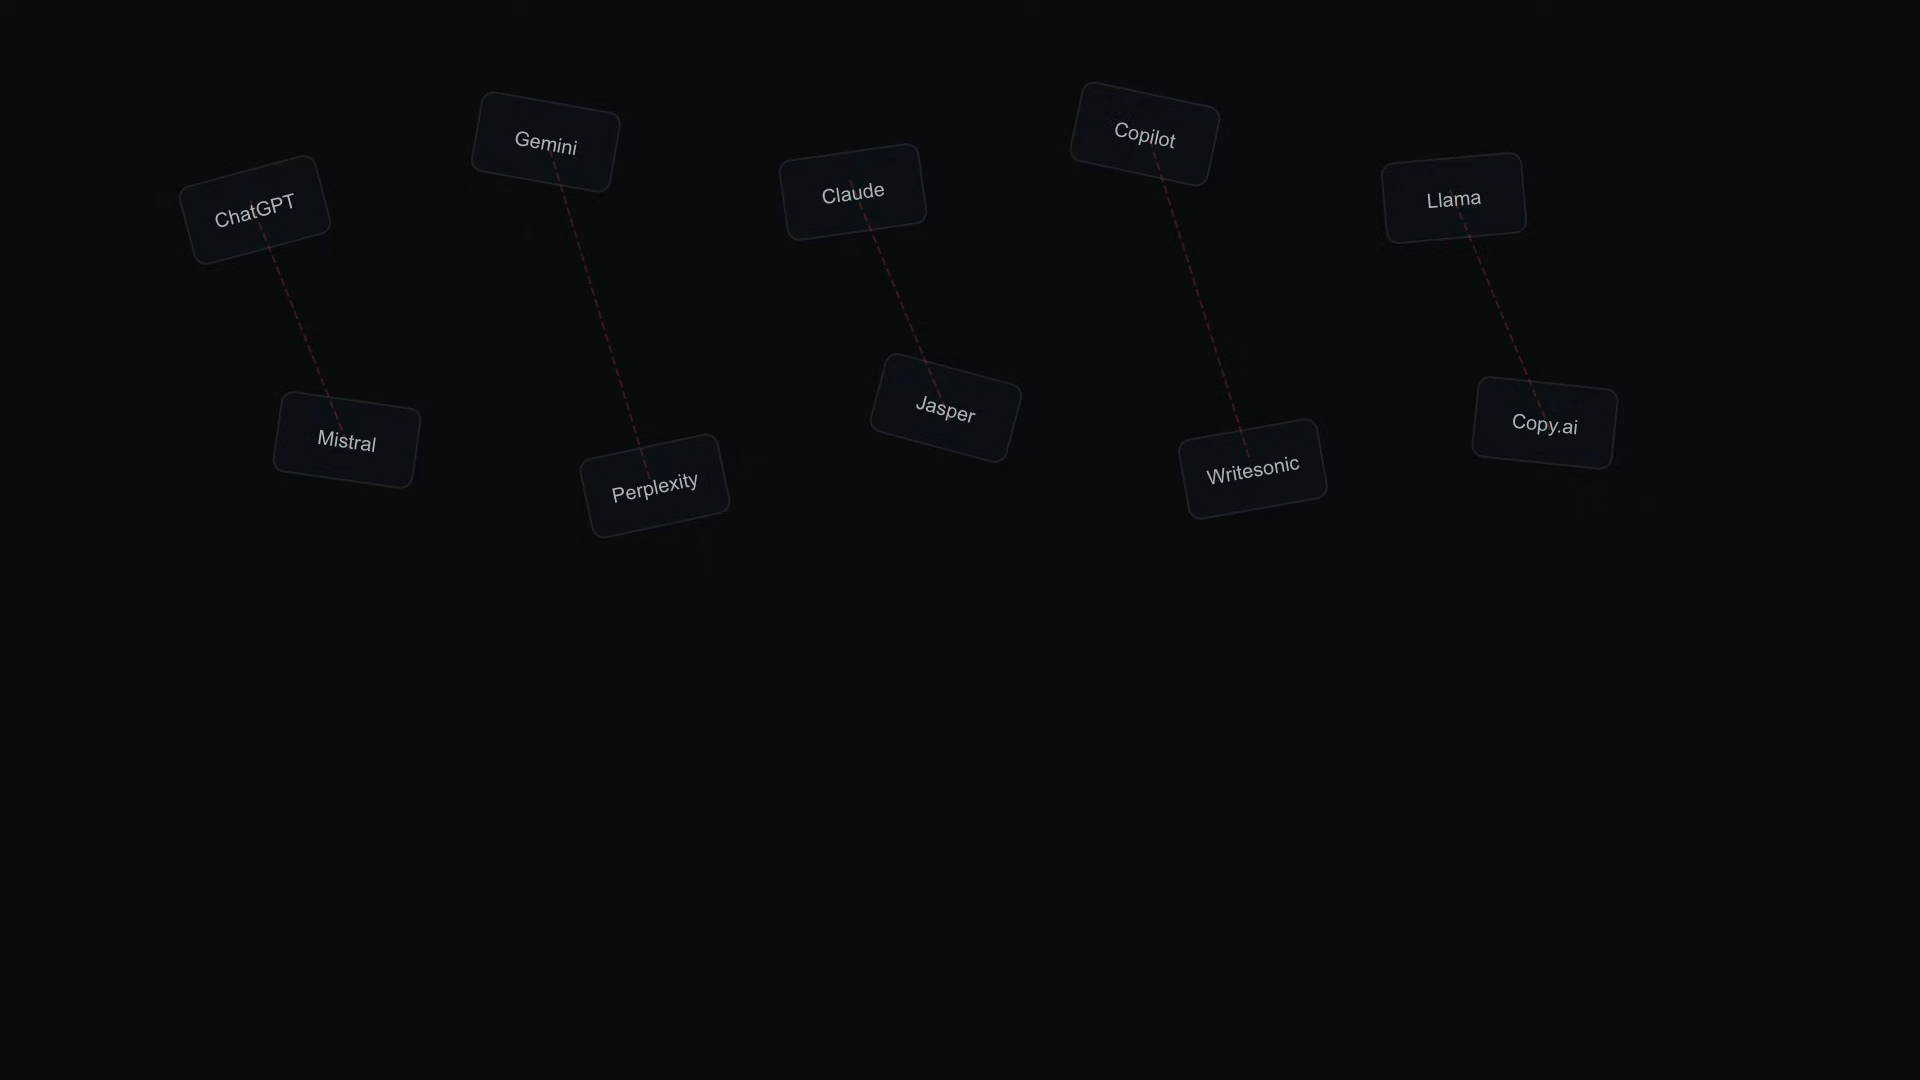 ChatGPT
Gemini
Claude
Copilot
Llama
Mistral
Perplexity
Jasper
Writesonic
Copy.ai